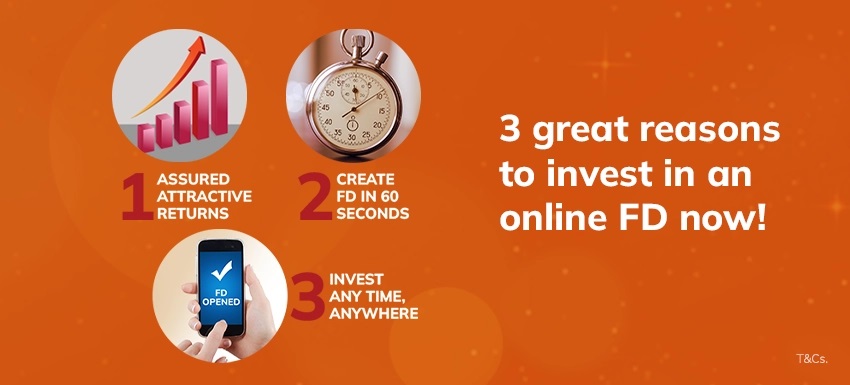 1 ASSURED
ATTRACTIVE
RETURNS
2 CREATE
FD IN 60
SECONDS
FD
OPENED
3 INVEST
ANY TIME,
ANYWHERE
3 great reasons
to invest in an
online FD now!
T&Cs.